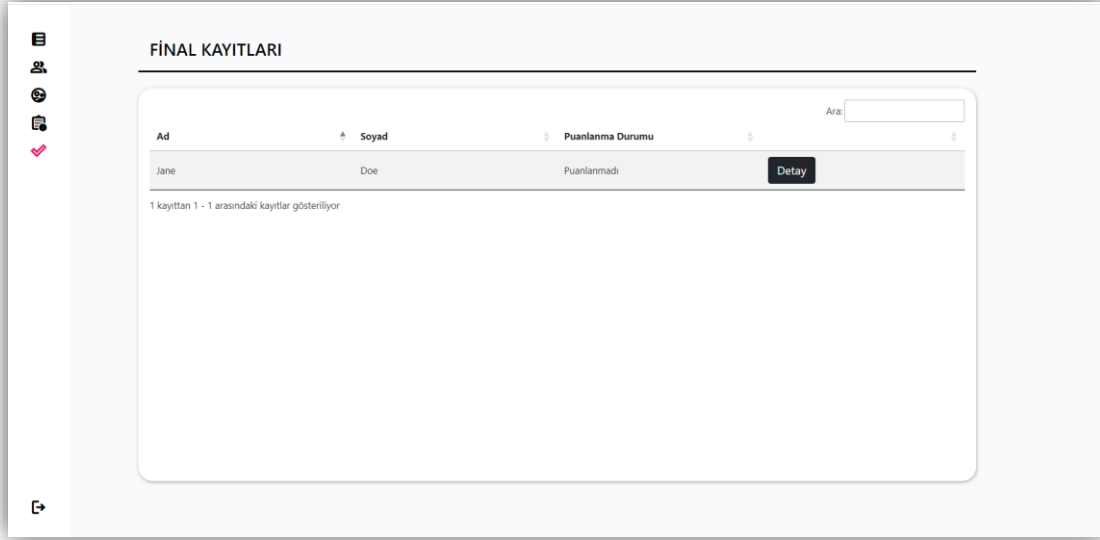 FİNAL KAYITLARI
Ara:
Ad Soyad Puanlanma Durumu
Jane Doe Puanlanmadı Detay
1 kayıttan 1 - 1 arasındaki kayıtlar gösteriliyor